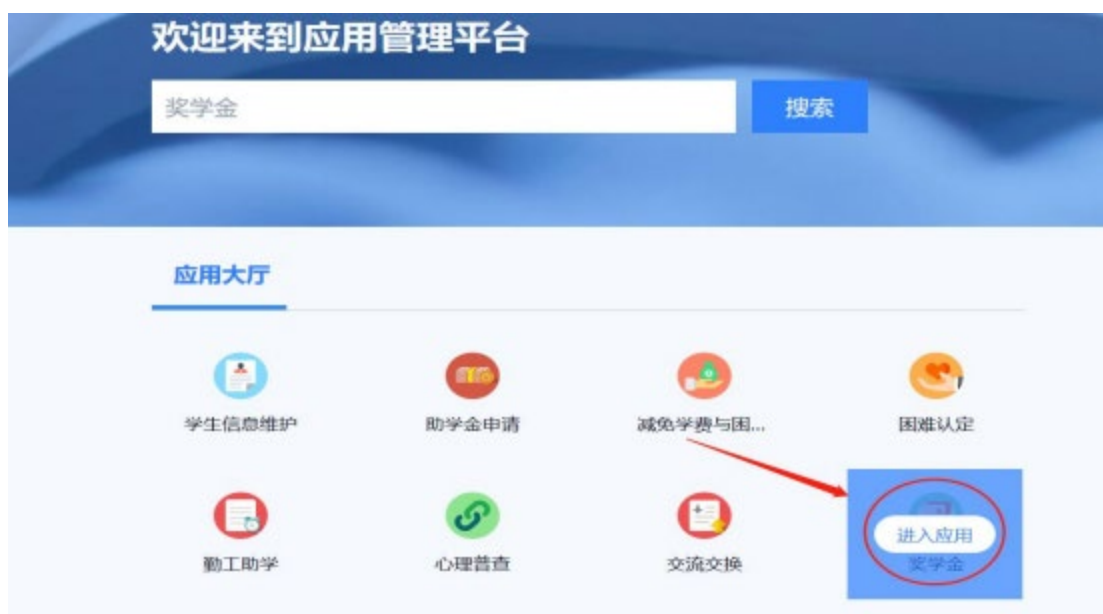 欢迎来到应用管理平台
奖学金
搜索
应用大厅
学生信息维护
助学金申请
减免学费与困...
困难认定
勤工助学
心理普查
交流交换
进入应用
奖学金